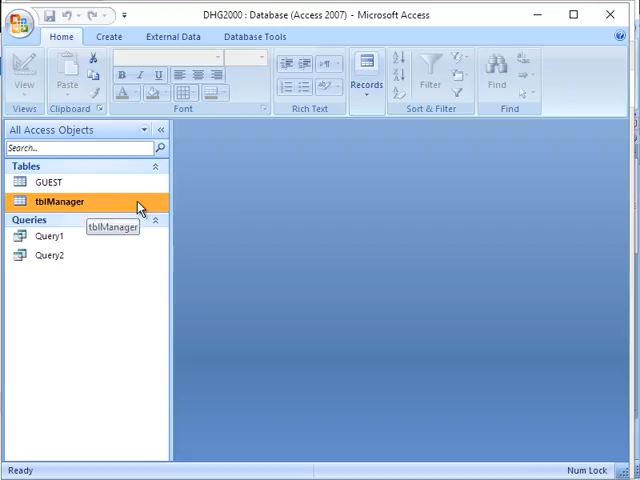 DHG2000 : Database (Access 2007) - Microsoft Access
Home Create External Data Database Tools
View Paste B I U A Records Filter Find
Views Clipboard Font Rich Text Sort & Filter Find
All Access Objects
Search...
Tables
GUEST
tblManager
Queries
tblManager
Query1
Query2
Ready Num Lock